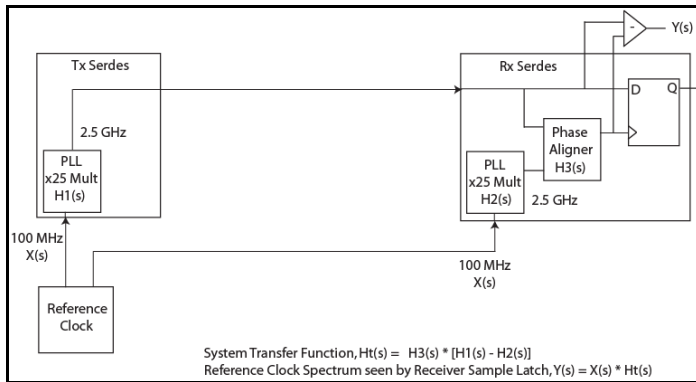 Y(s)
Tx Serdes
Rx Serdes
D Q
2.5 GHz
Phase
Aligner
H3(s)
PLL
x25 Mult
H1(s)
PLL
x25 Mult
H2(s)
2.5 GHz
100 MHz
X(s)
100 MHz
X(s)
Reference
Clock
System Transfer Function, Ht(s) = H3(s) * [H1(s) - H2(s)]
Reference Clock Spectrum seen by Receiver Sample Latch, Y(s) = X(s) * Ht(s)